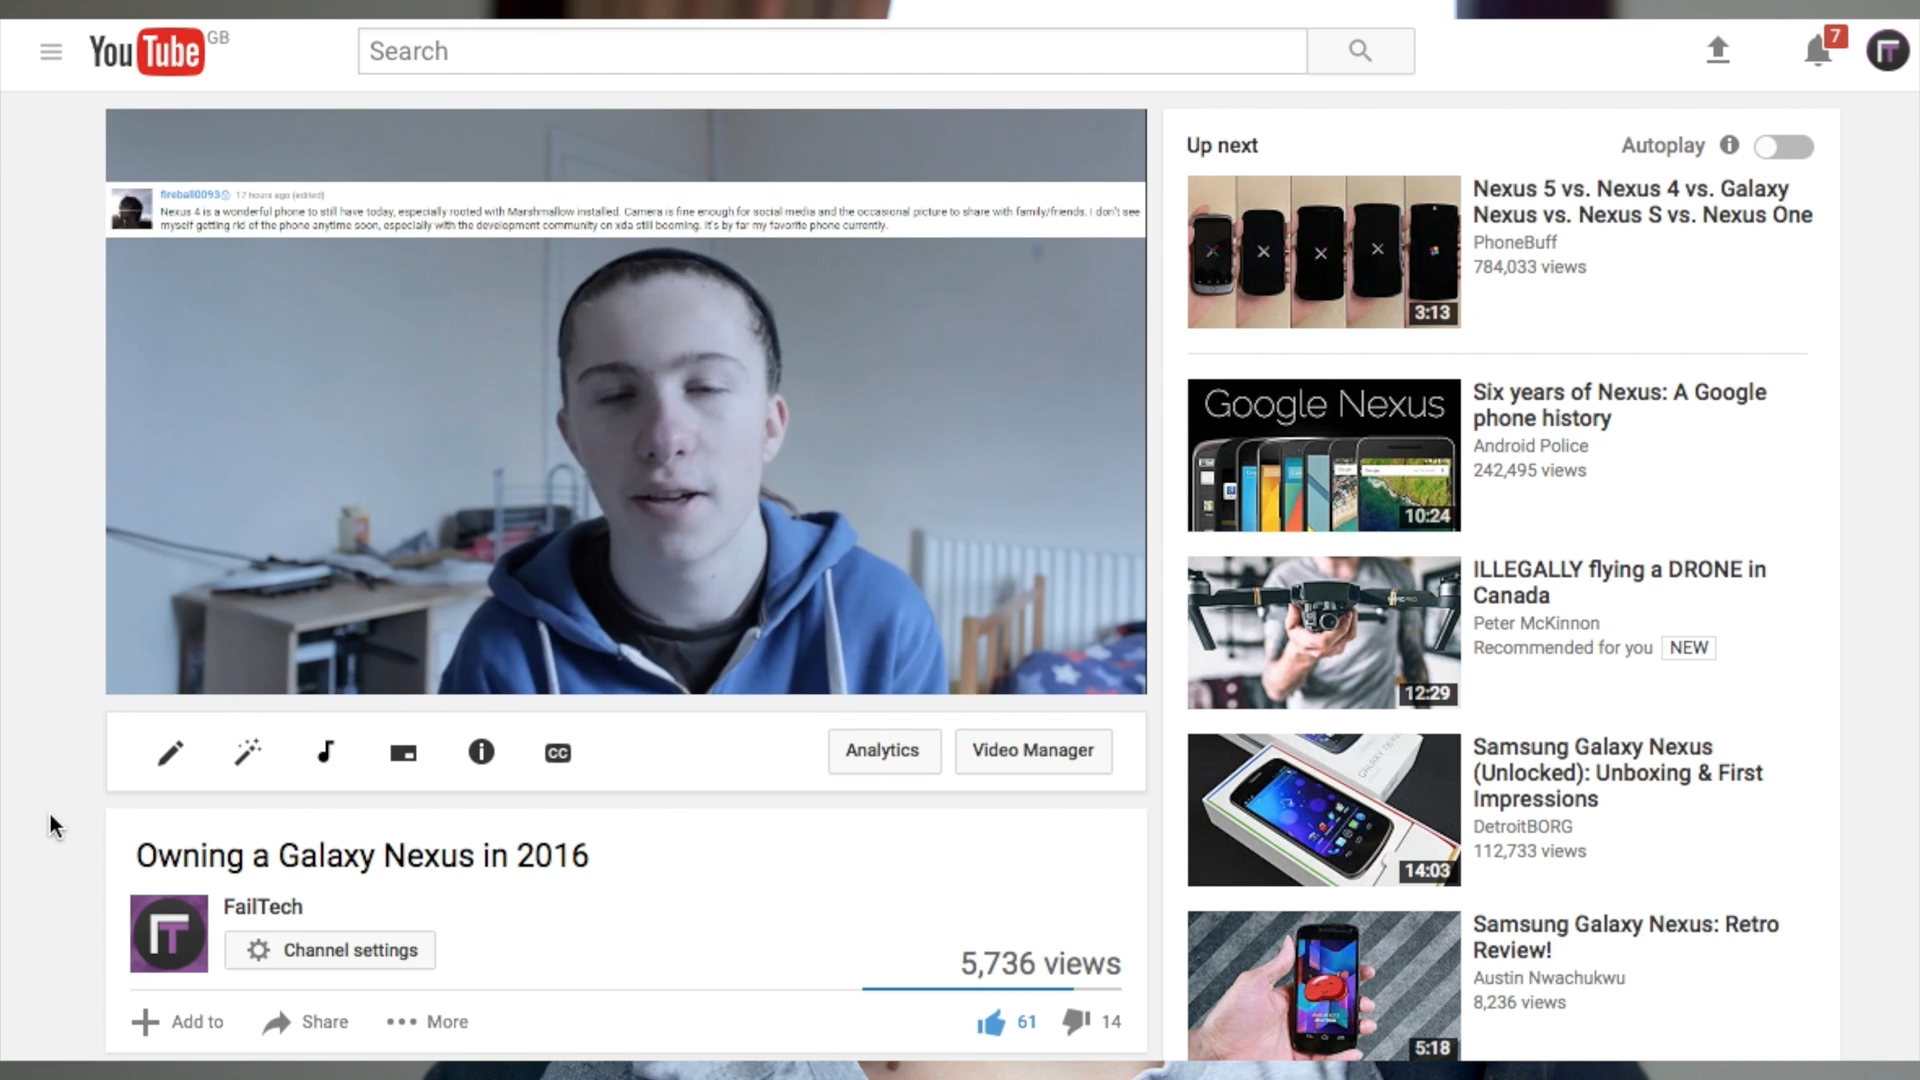 YouTube GB
Search
7
fireball0093 17 hours ago (edited)
Nexus 4 is a wonderful phone to still have today, especially rooted with Marshmallow installed. Camera is fine enough for social media and the occasional picture to share with family/friends. I don't see
myself getting rid of the phone anytime soon, especially with the development community on xda still booming. It's by far my favorite phone currently.
CC
Analytics
Video Manager
Owning a Galaxy Nexus in 2016
FailTech
Channel settings
5,736 views
Add to
Share
More
61
14
Up next
Autoplay
3:13
Nexus 5 vs. Nexus 4 vs. Galaxy
Nexus vs. Nexus S vs. Nexus One
PhoneBuff
784,033 views
Google Nexus
10:24
Six years of Nexus: A Google
phone history
Android Police
242,495 views
12:29
ILLEGALLY flying a DRONE in
Canada
Peter McKinnon
Recommended for you NEW
14:03
Samsung Galaxy Nexus
(Unlocked): Unboxing & First
Impressions
DetroitBORG
112,733 views
5:18
Samsung Galaxy Nexus: Retro
Review!
Austin Nwachukwu
8,236 views